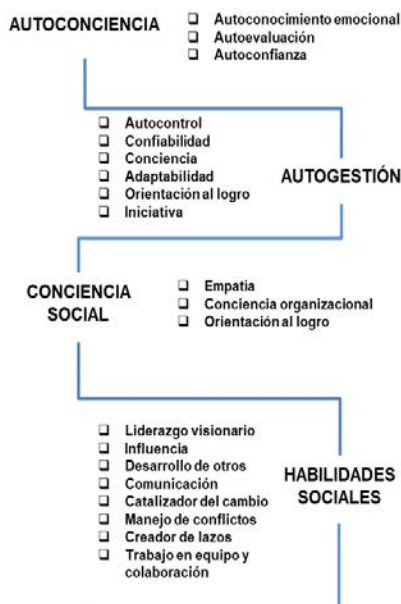 AUTOCONCIENCIA
❑ Autoconocimiento emocional
❑ Autoevaluación
❑ Autoconfianza
❑ Autocontrol
❑ Confiabilidad
❑ Conciencia
❑ Adaptabilidad
❑ Orientación al logro
❑ Iniciativa
AUTOGESTIÓN
CONCIENCIA
SOCIAL
❑ Empatía
❑ Conciencia organizacional
❑ Orientación al logro
❑ Liderazgo visionario
❑ Influencia
❑ Desarrollo de otros
❑ Comunicación
❑ Catalizador del cambio
❑ Manejo de conflictos
❑ Creador de lazos
❑ Trabajo en equipo y
colaboración
HABILIDADES
SOCIALES